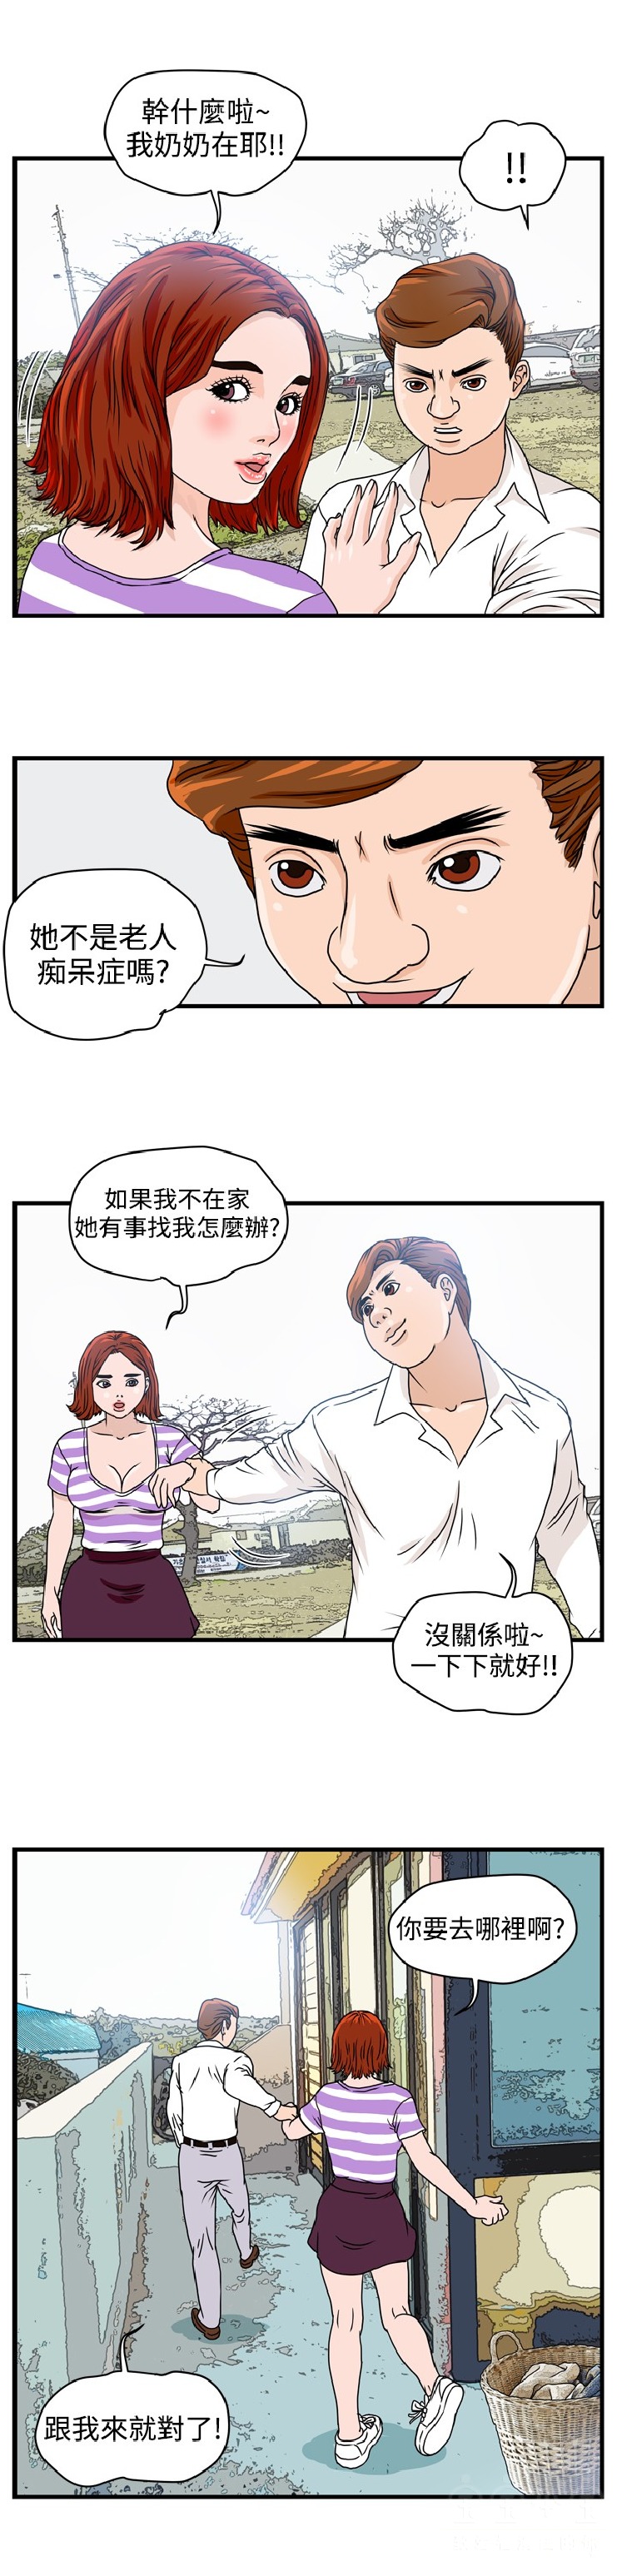 幹什麼啦~
我奶奶在耶!!
!!
她不是老人
痴呆症嗎?
如果我不在家
她有事找我怎麼辦?
沒關係啦~
一下下就好!!
你要去哪裡啊?
跟我來就對了!